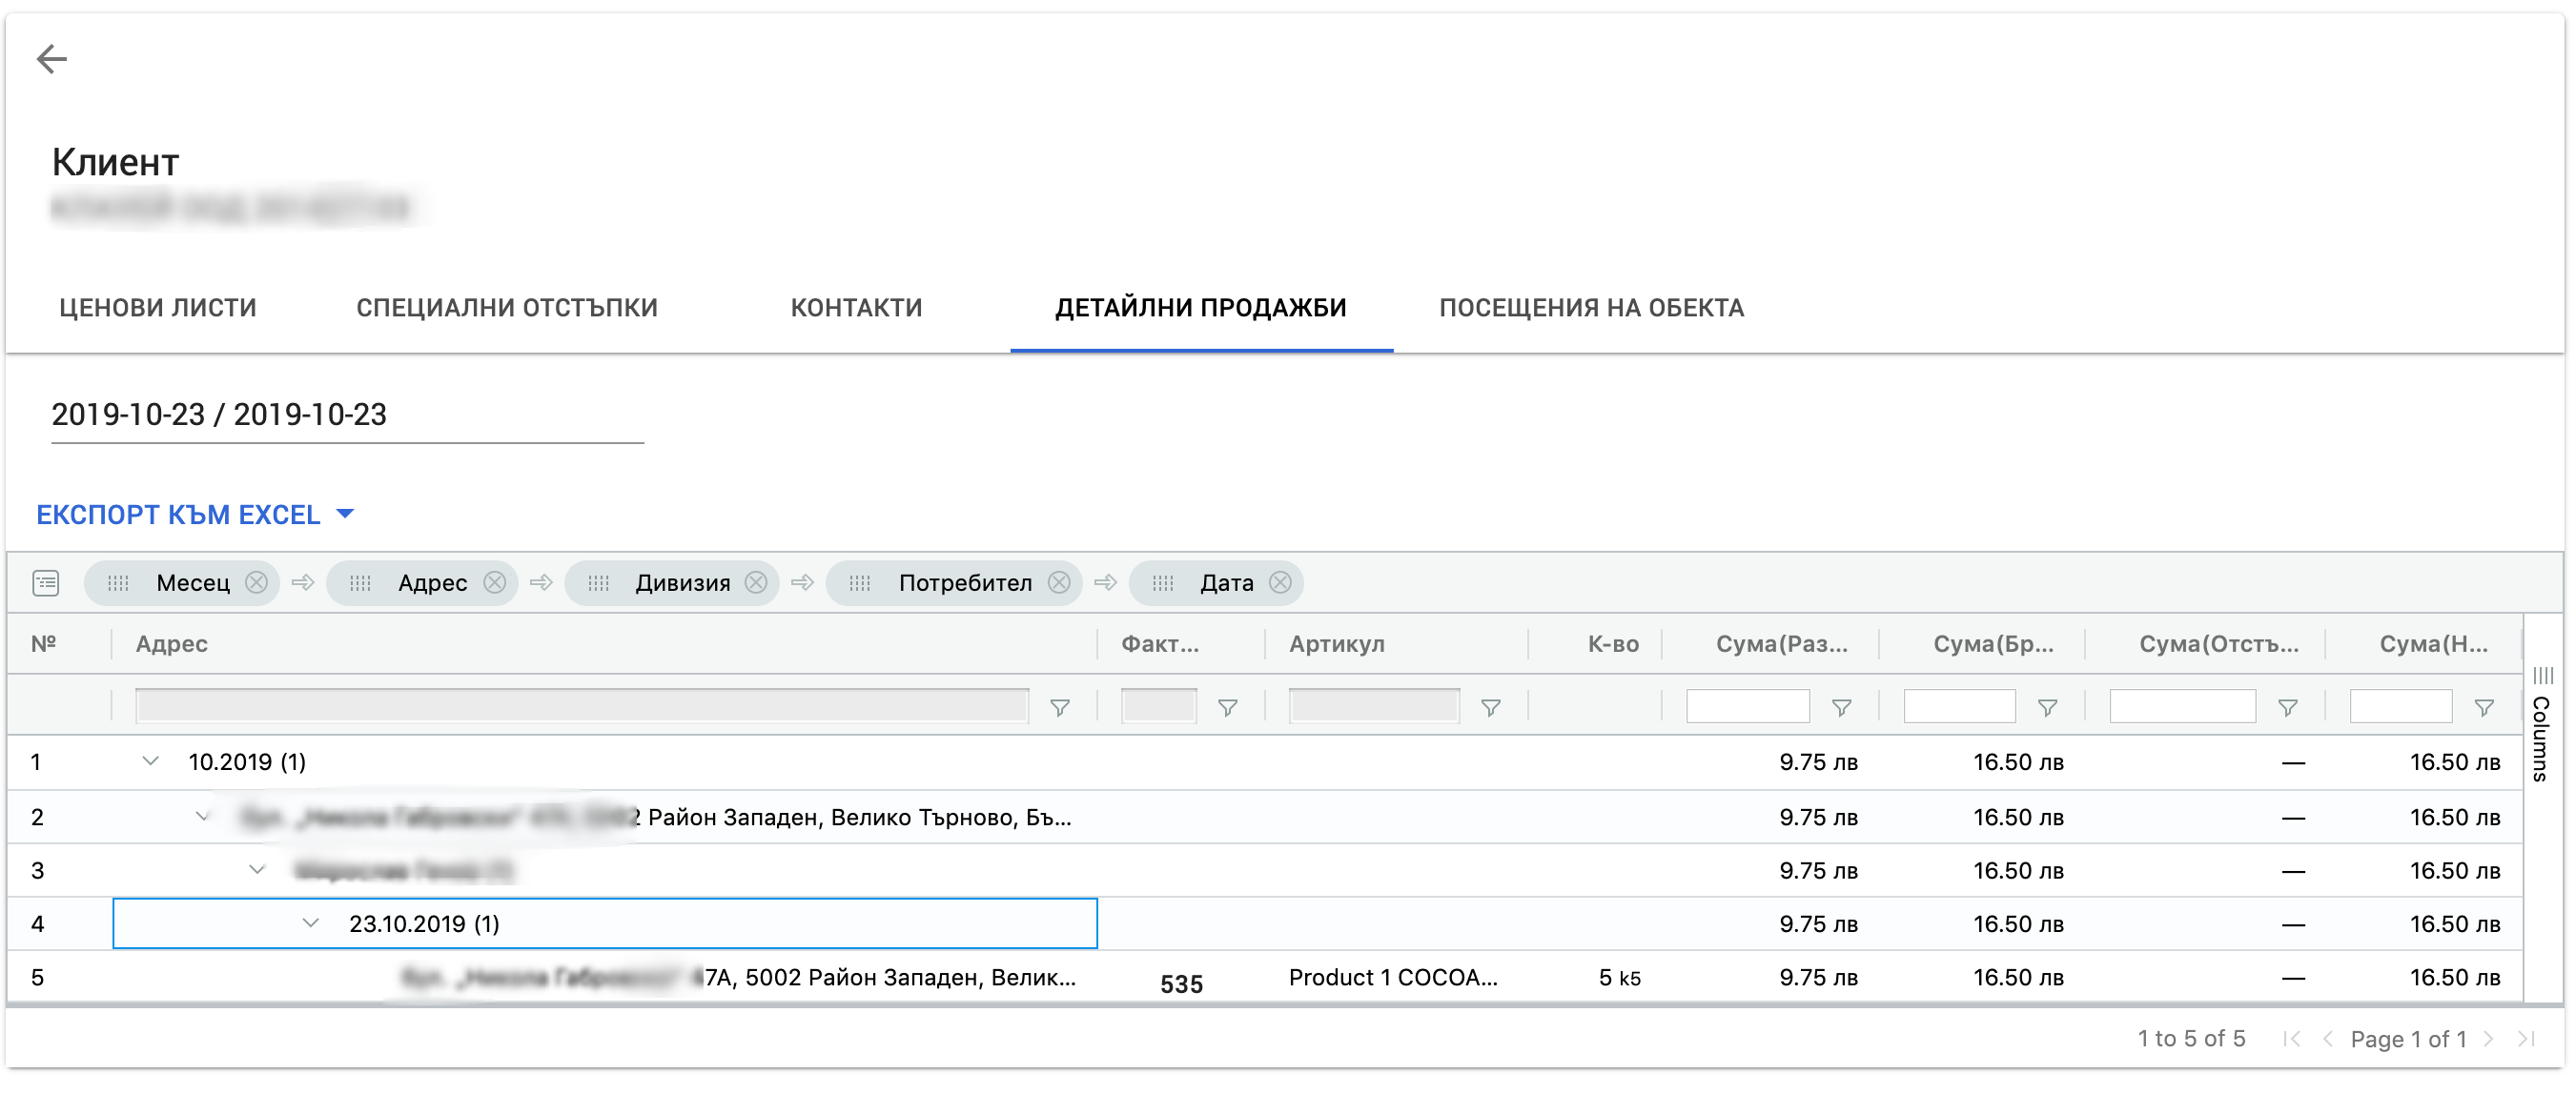 Клиент
ЦЕНОВИ ЛИСТИ СПЕЦИАЛНИ ОТСТЪПКИ КОНТАКТИ ДЕТАЙЛНИ ПРОДАЖБИ ПОСЕЩЕНИЯ НА ОБЕКТА
2019-10-23 / 2019-10-23
ЕКСПОРТ КЪМ EXCEL
Месец Адрес Дивизия Потребител Дата
№ Адрес Факт... Артикул К-во Сума(Раз... Сума(Бр... Сума(Отстъ... Сума(Н...
Columns
1 10.2019 (1) 9.75 лв 16.50 лв — 16.50 лв
2 Район Западен, Велико Търново, Бъ... 9.75 лв 16.50 лв — 16.50 лв
3 9.75 лв 16.50 лв — 16.50 лв
4 23.10.2019 (1) 9.75 лв 16.50 лв — 16.50 лв
5 7А, 5002 Район Западен, Велик... 535 Product 1 COCOA... 5 k5 9.75 лв 16.50 лв — 16.50 лв
1 to 5 of 5 Page 1 of 1